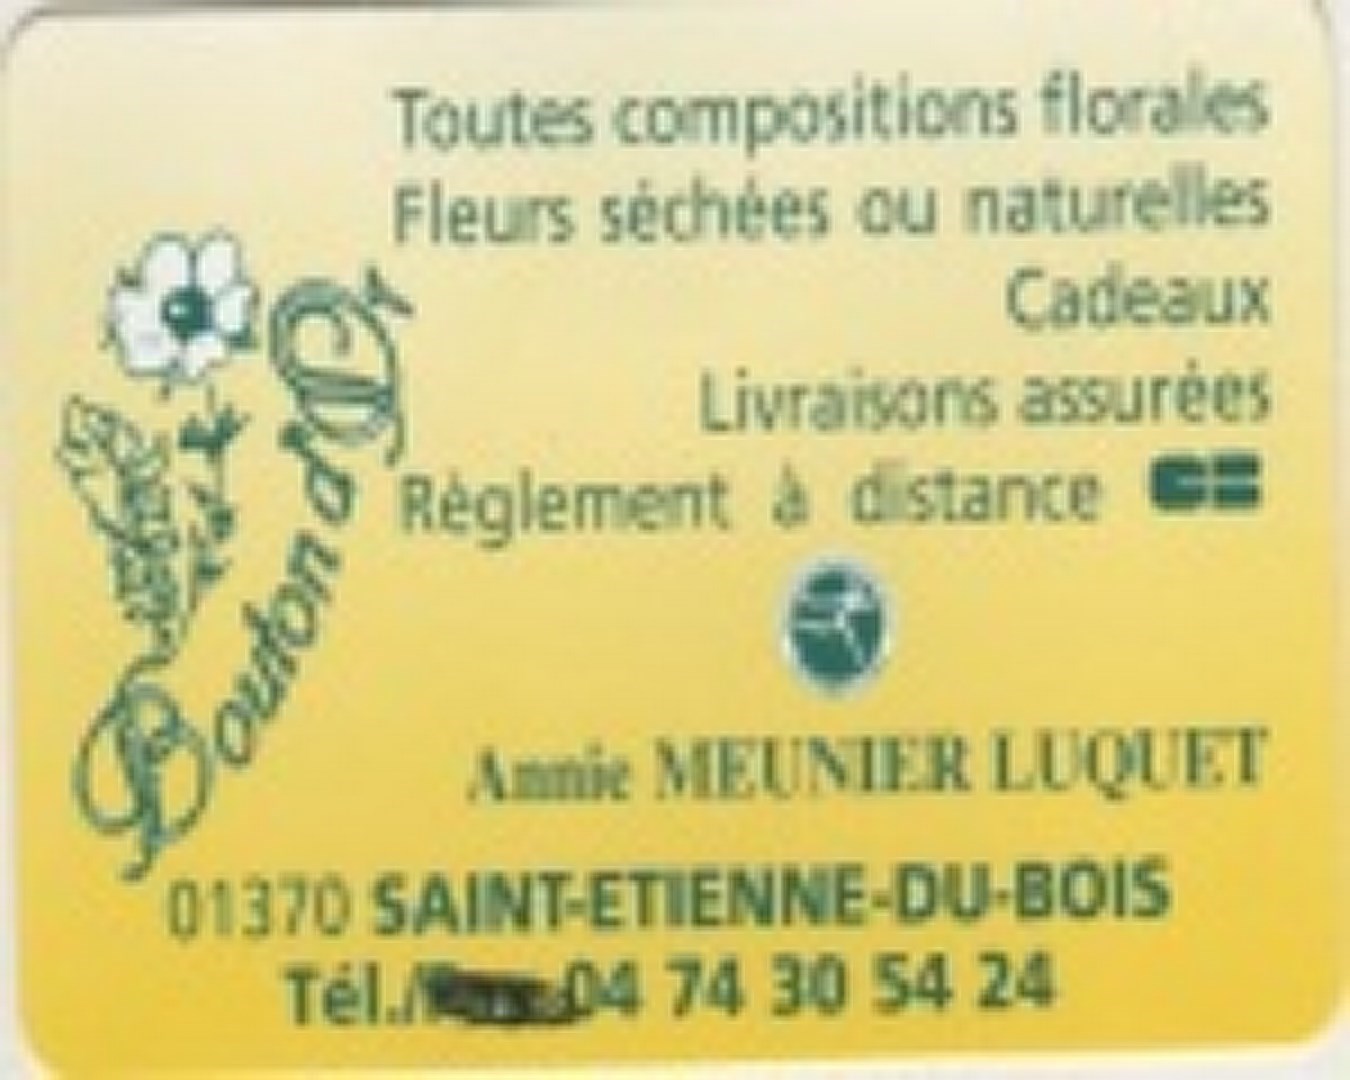 Toutes compositions florales
Fleurs séchées ou naturelles
Cadeaux
Livraisons assurées
Règlement à distance CB
Bouton d'Or
Annie MEUNIER LUQUET
01370 SAINT-ETIENNE-DU-BOIS
Tél./ 04 74 30 54 24